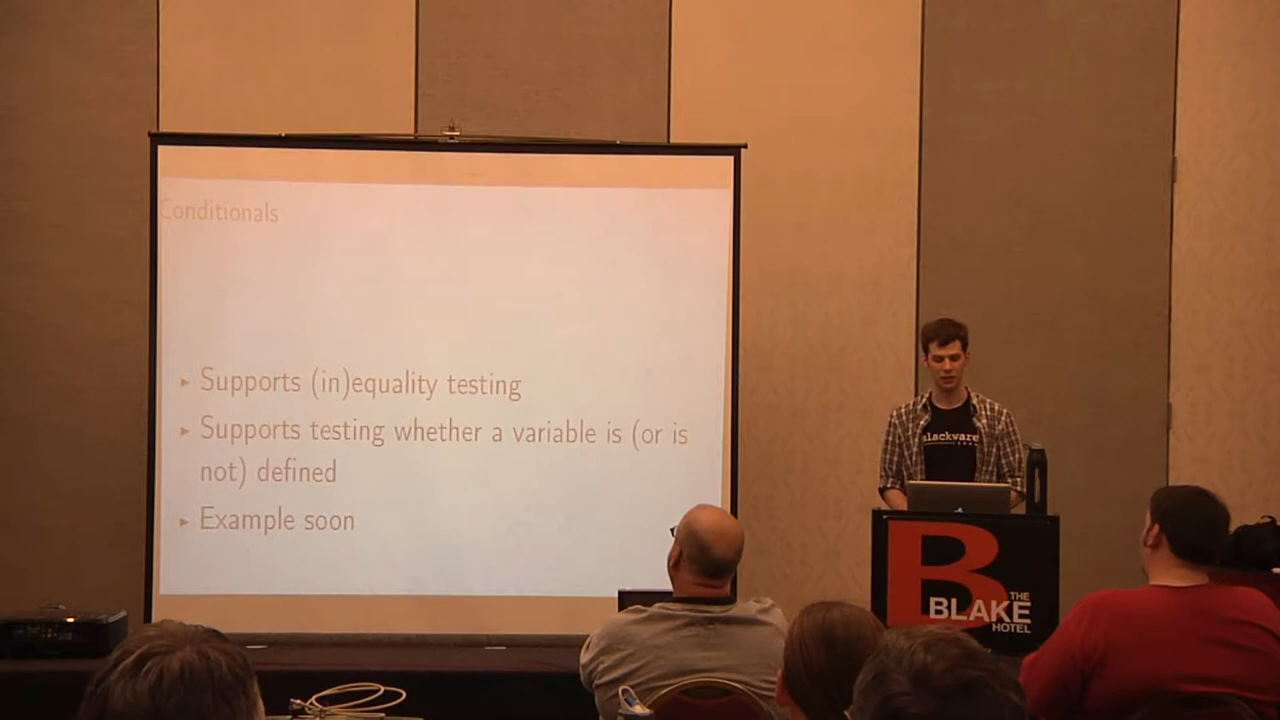 Conditionals
▸ Supports (in)equality testing
▸ Supports testing whether a variable is (or is
not) defined
▸ Example soon
B
THE
BLAKE
HOTEL